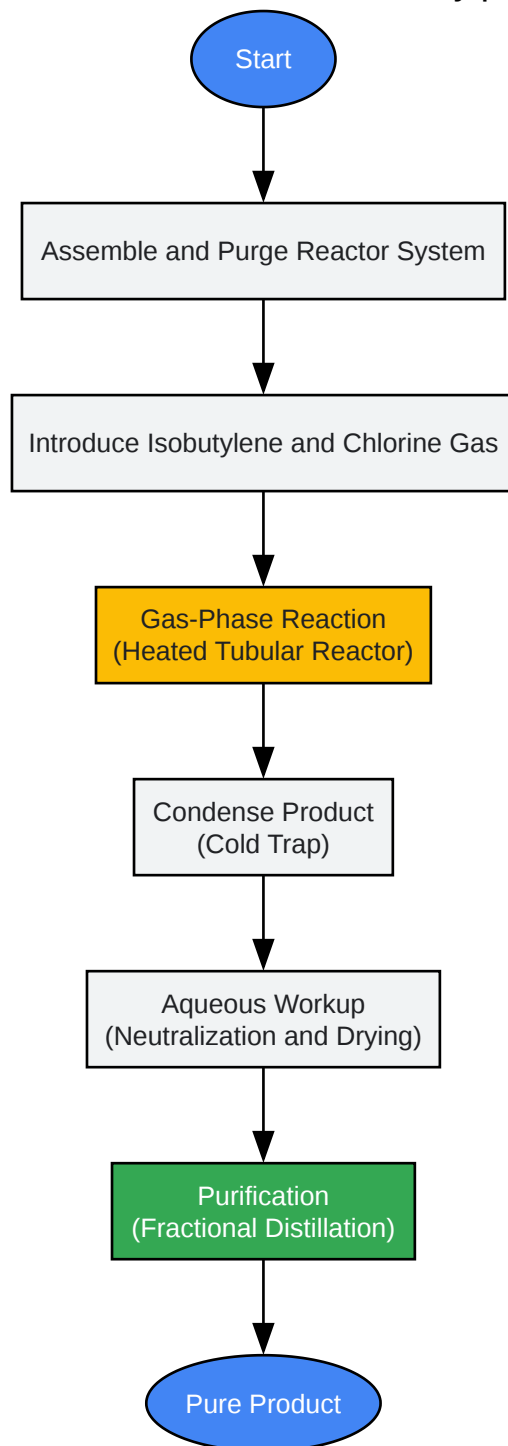 Start
Assemble and Purge Reactor System
Introduce Isobutylene and Chlorine Gas
Gas-Phase Reaction
(Heated Tubular Reactor)
Condense Product
(Cold Trap)
Aqueous Workup
(Neutralization and Drying)
Purification
(Fractional Distillation)
Pure Product